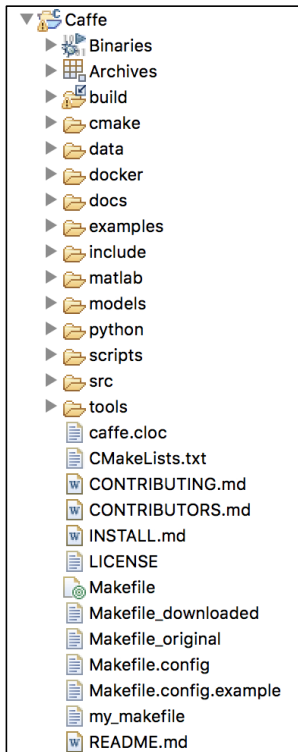 Caffe
Binaries
Archives
build
cmake
data
docker
docs
examples
include
matlab
models
python
scripts
src
tools
caffe.cloc
CMakeLists.txt
CONTRIBUTING.md
CONTRIBUTORS.md
INSTALL.md
LICENSE
Makefile
Makefile_downloaded
Makefile_original
Makefile.config
Makefile.config.example
my_makefile
README.md